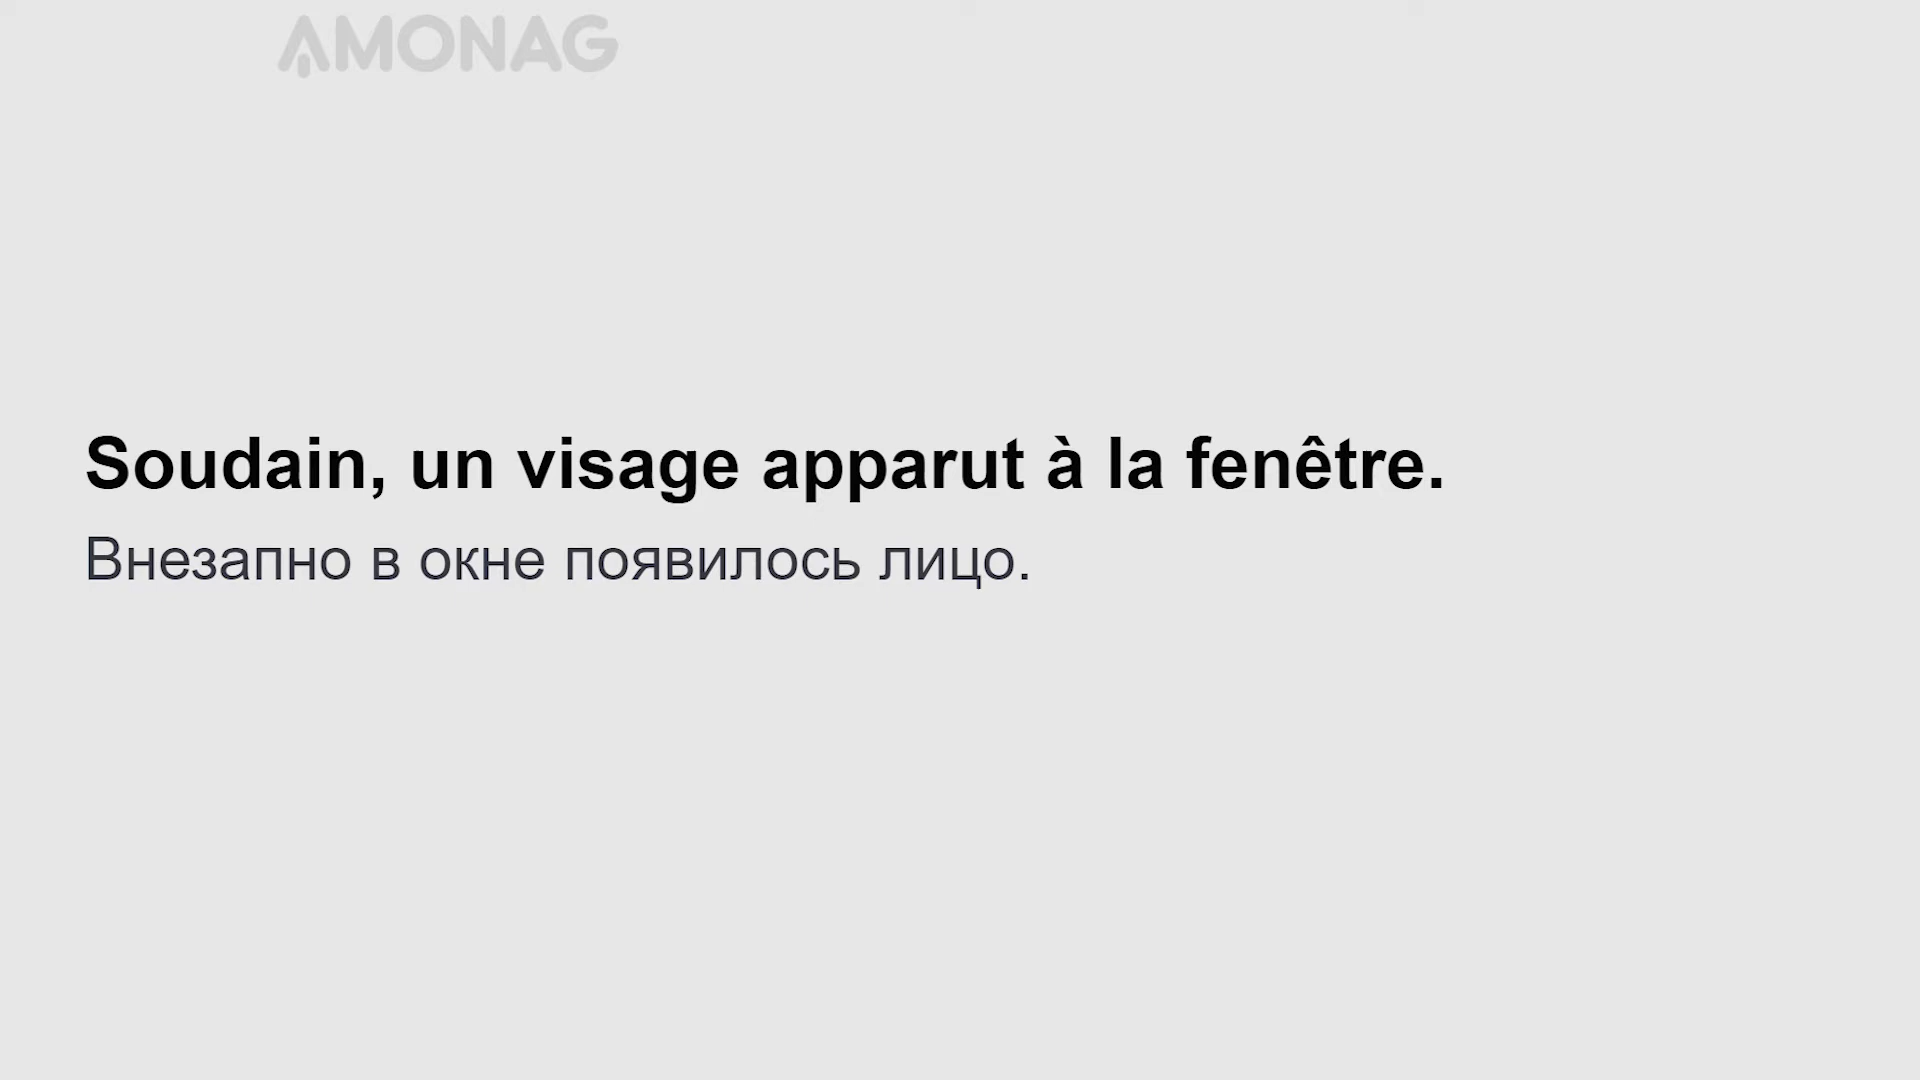 AMONAG
Soudain, un visage apparut à la fenêtre.
Внезапно в окне появилось лицо.